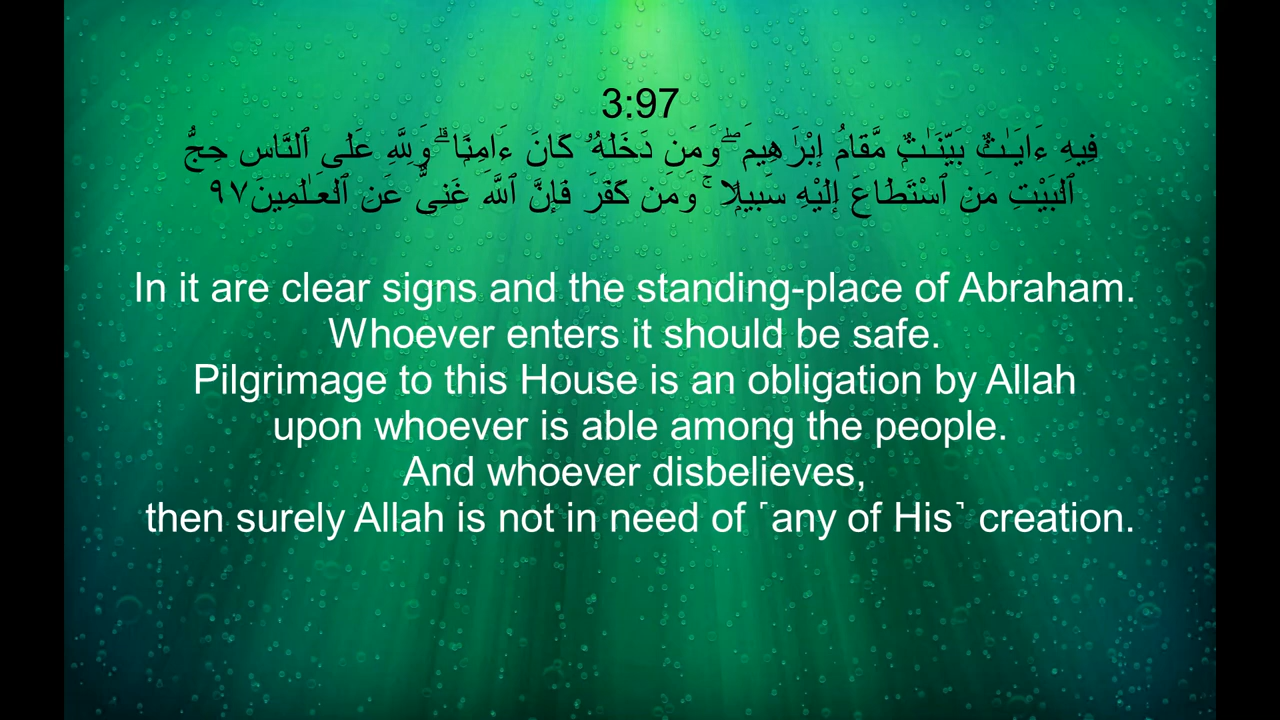 3:97
فِيهِ ءَايَـٰتٌۢ بَيِّنَـٰتٌۭ مَّقَامُ إِبْرَٰهِيمَ ۖ وَمَن دَخَلَهُۥ كَانَ ءَامِنًۭا ۗ وَلِلَّهِ عَلَى ٱلنَّاسِ حِجُّ
ٱلْبَيْتِ مَنِ ٱسْتَطَاعَ إِلَيْهِ سَبِيلًۭا ۚ وَمَن كَفَرَ فَإِنَّ ٱللَّهَ غَنِىٌّ عَنِ ٱلْعَـٰلَمِينَ ٩٧
In it are clear signs and the standing-place of Abraham.
Whoever enters it should be safe.
Pilgrimage to this House is an obligation by Allah
upon whoever is able among the people.
And whoever disbelieves,
then surely Allah is not in need of ˹any of His˺ creation.